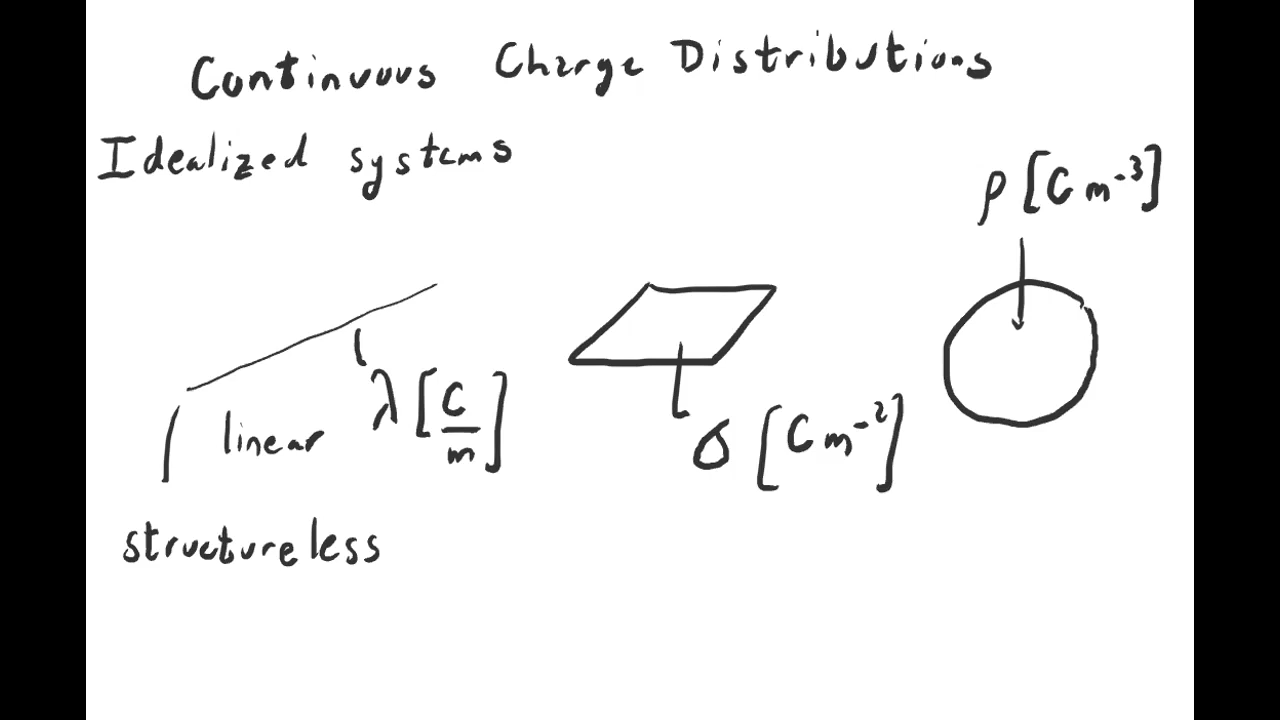 Continuous Charge Distributions
Idealized systems
ρ [C m⁻³]
linear
λ [C/m]
σ [C m⁻²]
structureless